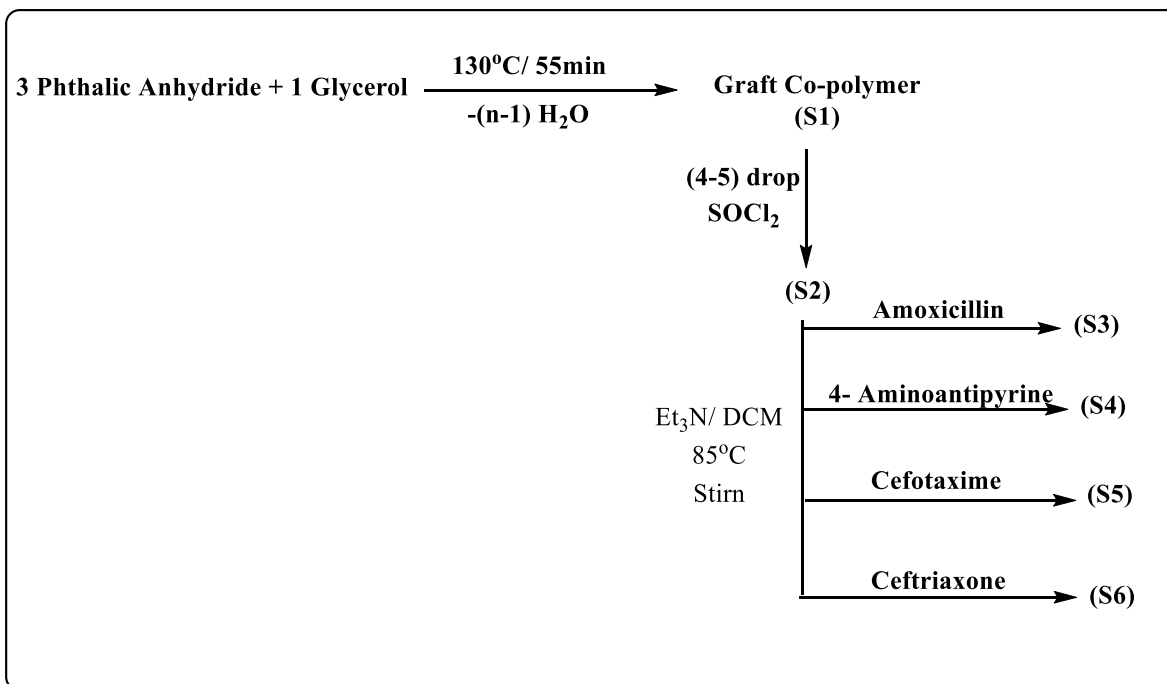 3 Phthalic Anhydride + 1 Glycerol
130°C/ 55min
-(n-1) H₂O
Graft Co-polymer
(S1)
(4-5) drop
SOCl₂
(S2)
Amoxicillin
(S3)
4- Aminoantipyrine
(S4)
Et₃N/ DCM
85°C
Stirn
Cefotaxime
(S5)
Ceftriaxone
(S6)